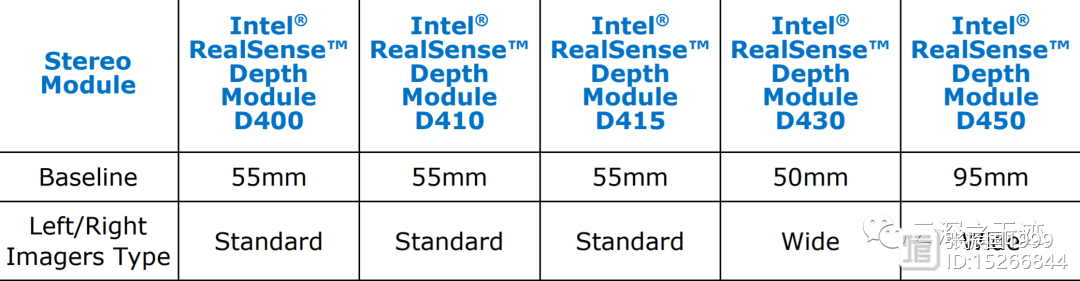 Stereo
Module
Intel®
RealSense™
Depth
Module
D400
Intel®
RealSense™
Depth
Module
D410
Intel®
RealSense™
Depth
Module
D415
Intel®
RealSense™
Depth
Module
D430
Intel®
RealSense™
Depth
Module
D450
Baseline
55mm
55mm
55mm
50mm
95mm
Left/Right
Imagers Type
Standard
Standard
Standard
Wide
Wide
ID:15266844